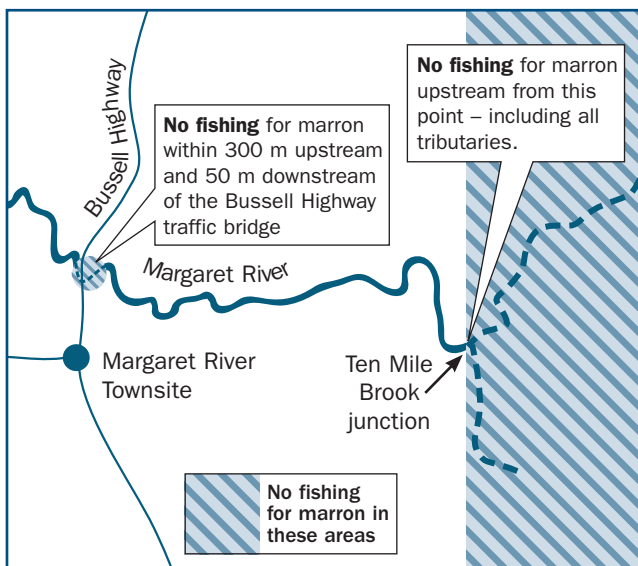 Bussell Highway
No fishing for marron
within 300 m upstream
and 50 m downstream
of the Bussell Highway
traffic bridge
No fishing for marron
upstream from this
point – including all
tributaries.
Margaret River
Margaret River
Townsite
Ten Mile
Brook
junction
No fishing
for marron in
these areas